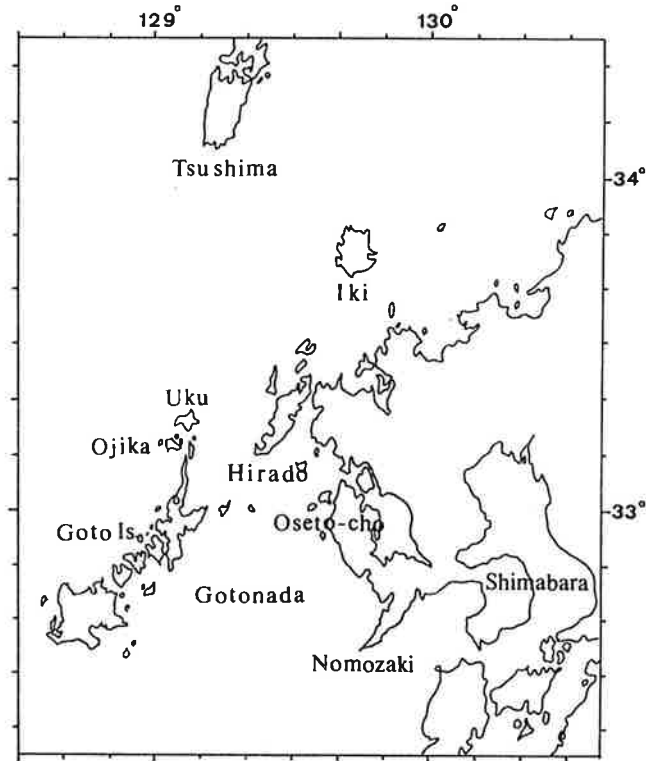 129°
130°
Tsushima
34°
Iki
Uku
Ojika
Hirado
33°
Oseto-cho
Goto Is.
Shimabara
Gotonada
Nomozaki